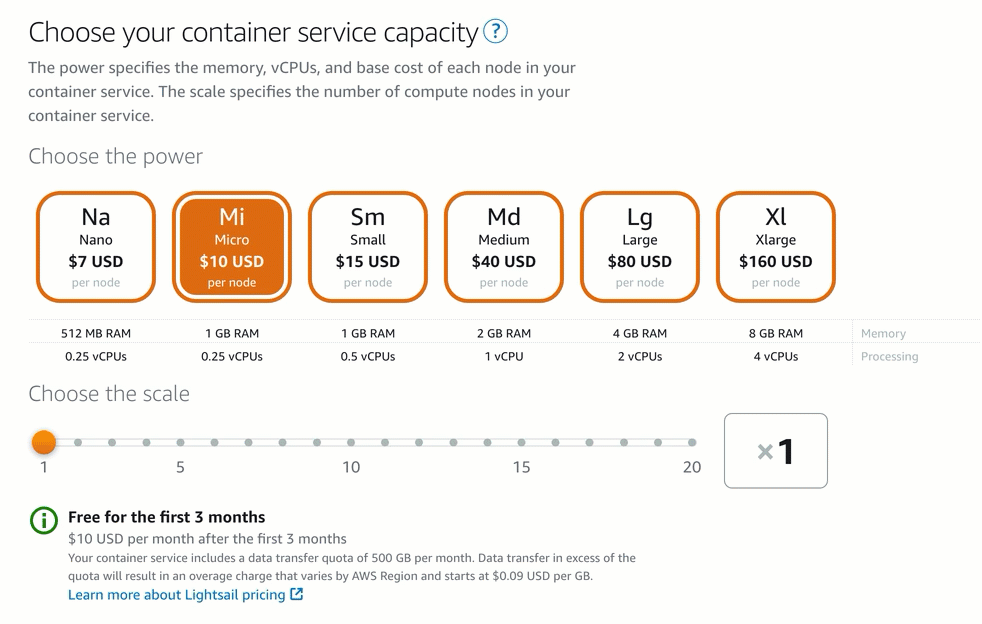 Choose your container service capacity ?
The power specifies the memory, vCPUs, and base cost of each node in your
container service. The scale specifies the number of compute nodes in your
container service.
Choose the power
Na Mi Sm Md Lg Xl
Nano Micro Small Medium Large Xlarge
$7 USD $10 USD $15 USD $40 USD $80 USD $160 USD
per node per node per node per node per node per node
512 MB RAM 1 GB RAM 1 GB RAM 2 GB RAM 4 GB RAM 8 GB RAM Memory
0.25 vCPUs 0.25 vCPUs 0.5 vCPUs 1 vCPU 2 vCPUs 4 vCPUs Processing
Choose the scale
×1
1 5 10 15 20
Free for the first 3 months
$10 USD per month after the first 3 months
Your container service includes a data transfer quota of 500 GB per month. Data transfer in excess of the
quota will result in an overage charge that varies by AWS Region and starts at $0.09 USD per GB.
Learn more about Lightsail pricing